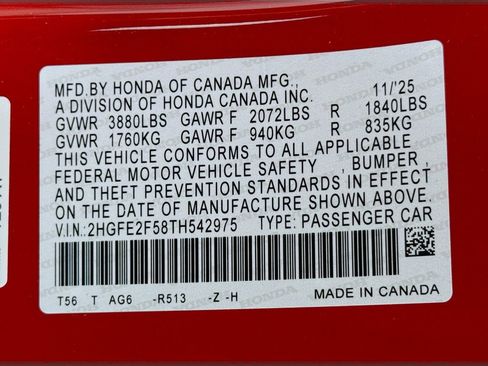 MFD. BY HONDA OF CANADA MFG.,
A DIVISION OF HONDA CANADA INC. 11/'25
GVWR 3880LBS GAWR F 2072LBS R 1840LBS
GVWR 1760KG GAWR F 940KG R 835KG
THIS VEHICLE CONFORMS TO ALL APPLICABLE
FEDERAL MOTOR VEHICLE SAFETY , BUMPER ,
AND THEFT PREVENTION STANDARDS IN EFFECT
ON THE DATE OF MANUFACTURE SHOWN ABOVE.
V.I.N: 2HGFE2F58TH542975 TYPE: PASSENGER CAR
T56 T AG6 -R513 -Z -H MADE IN CANADA